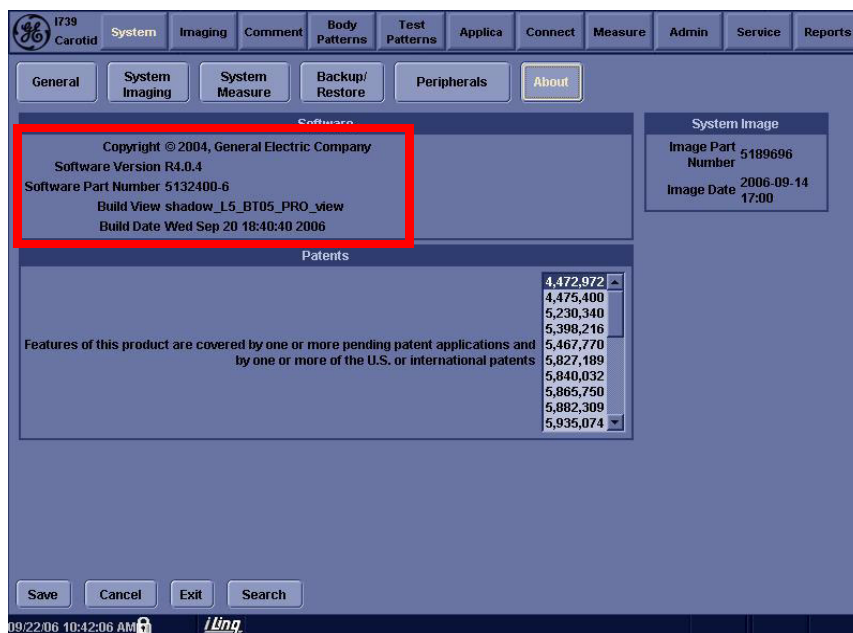 I739
Carotid
System
Imaging
Comment
Body
Patterns
Test
Patterns
Applica
Connect
Measure
Admin
Service
Reports
General
System
Imaging
System
Measure
Backup/
Restore
Peripherals
About
Software
Copyright © 2004, General Electric Company
Software Version R4.0.4
Software Part Number 5132400-6
Build View shadow_L5_BT05_PRO_view
Build Date Wed Sep 20 18:40:40 2006
System Image
Image Part
Number 5189696
Image Date 2006-09-14
17:00
Patents
Features of this product are covered by one or more pending patent applications and
by one or more of the U.S. or international patents
4,472,972
4,475,400
5,230,340
5,398,216
5,467,770
5,827,189
5,840,032
5,865,750
5,882,309
5,935,074
Save
Cancel
Exit
Search
09/22/06 10:42:06 AM
iLinq